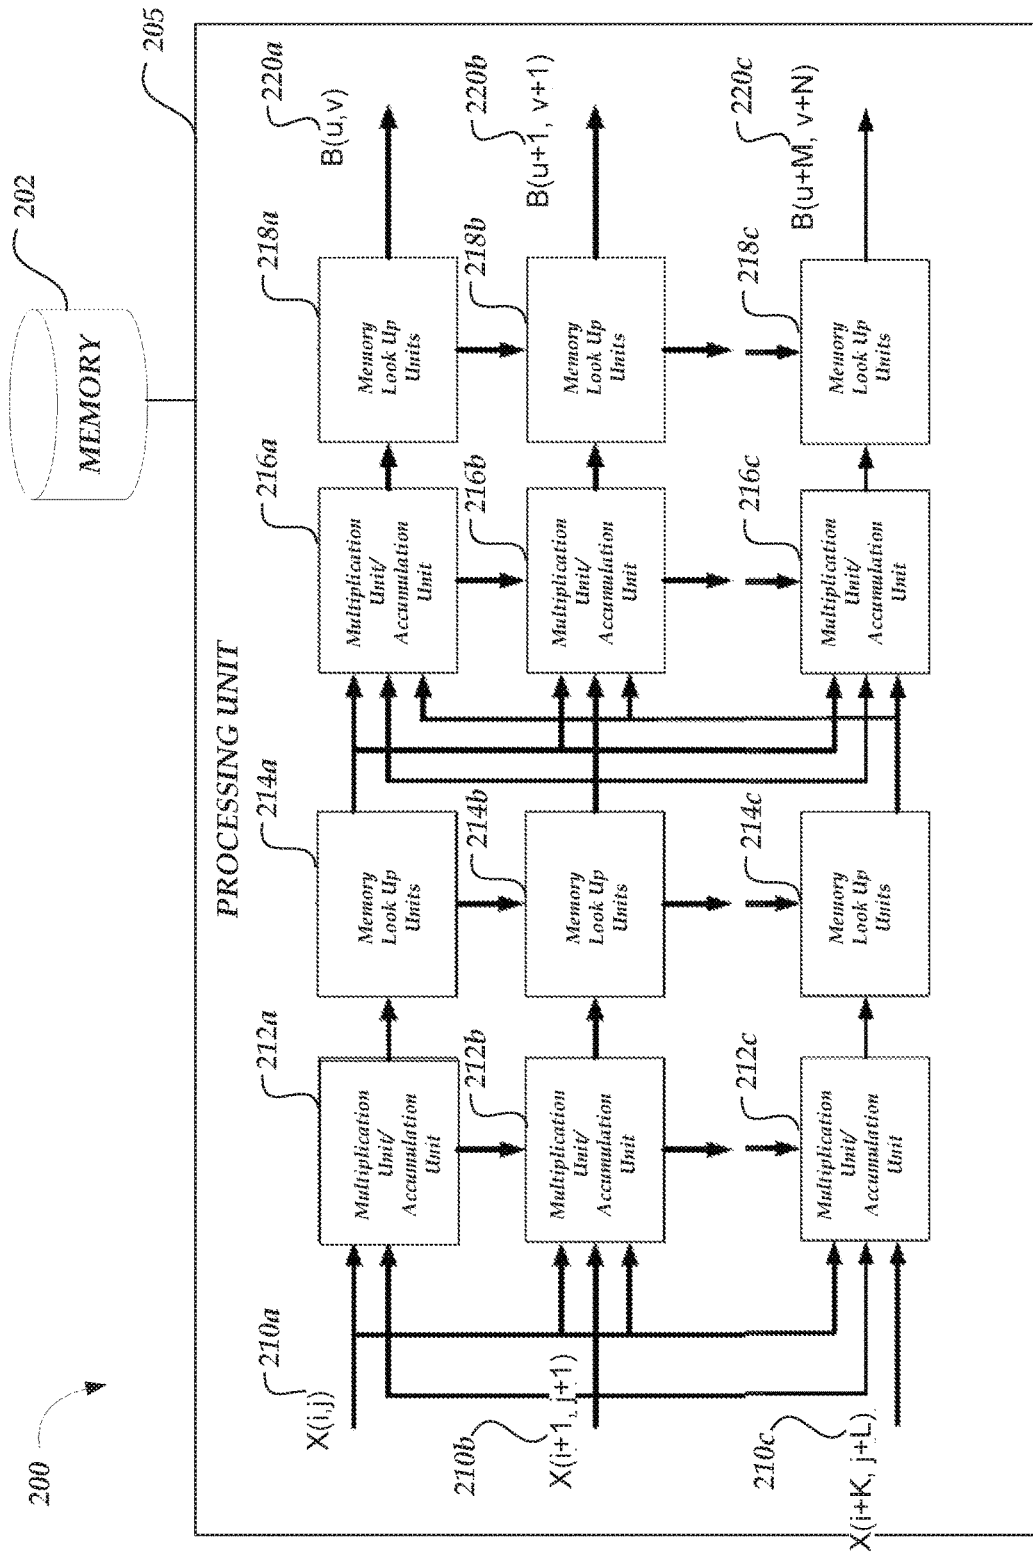 200
MEMORY
202
205
PROCESSING UNIT
210a
X(i,j)
212a
Multiplication
Unit/
Accumulation
Unit
214a
Memory
Look Up
Units
216a
Multiplication
Unit/
Accumulation
Unit
218a
Memory
Look Up
Units
220a
B(u,v)
210b
X(i+1, j+1)
212b
Multiplication
Unit/
Accumulation
Unit
214b
Memory
Look Up
Units
216b
Multiplication
Unit/
Accumulation
Unit
218b
Memory
Look Up
Units
220b
B(u+1, v+1)
210c
X(i+K, j+L)
212c
Multiplication
Unit/
Accumulation
Unit
214c
Memory
Look Up
Units
216c
Multiplication
Unit/
Accumulation
Unit
218c
Memory
Look Up
Units
220c
B(u+M, v+N)